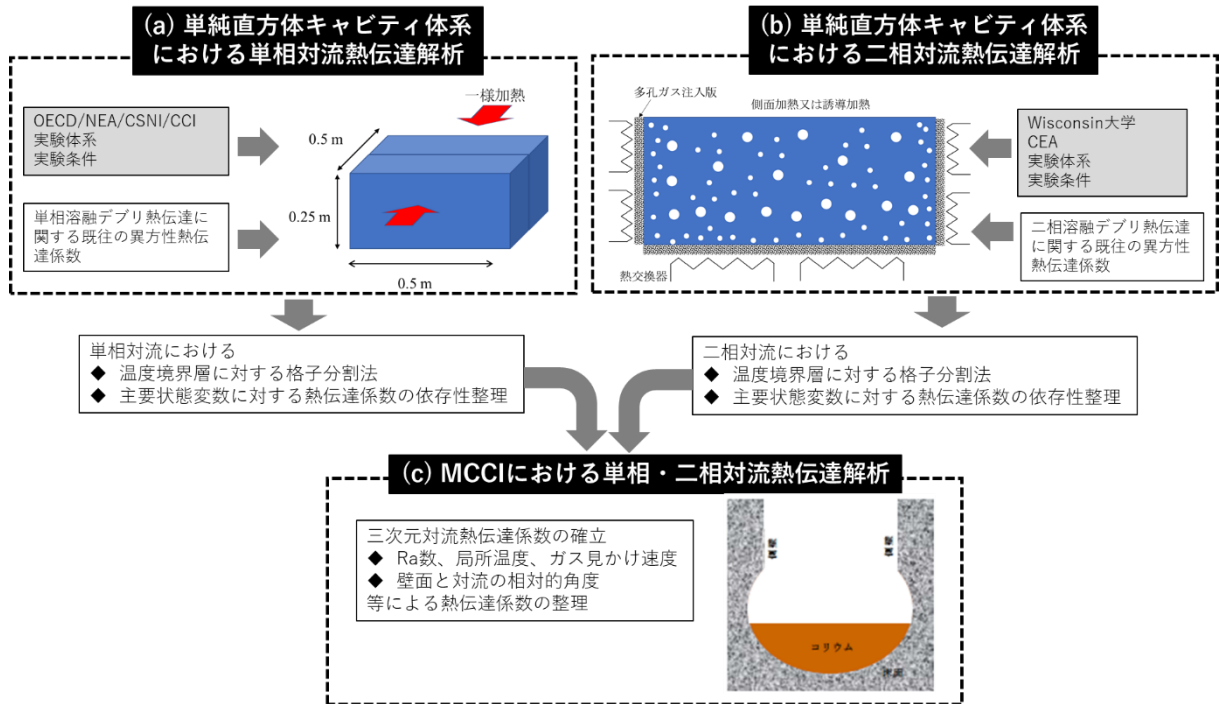 (a) 単純直方体キャビティ体系
における単相対流熱伝達解析
OECD/NEA/CSNI/CCI
実験体系
実験条件
単相溶融デブリ熱伝達に
関する既往の異方性熱伝
達係数
一様加熱
0.5 m
0.25 m
0.5 m
(b) 単純直方体キャビティ体系
における二相対流熱伝達解析
多孔ガス注入版
側面加熱又は誘導加熱
熱交換器
Wisconsin大学
CEA
実験体系
実験条件
二相溶融デブリ熱伝達
に関する既往の異方性
熱伝達係数
単相対流における
◆ 温度境界層に対する格子分割法
◆ 主要状態変数に対する熱伝達係数の依存性整理
二相対流における
◆ 温度境界層に対する格子分割法
◆ 主要状態変数に対する熱伝達係数の依存性整理
(c) MCCIにおける単相・二相対流熱伝達解析
三次元対流熱伝達係数の確立
◆ Ra数、局所温度、ガス見かけ速度
◆ 壁面と対流の相対的角度
等による熱伝達係数の整理
側壁
側壁
コリウム